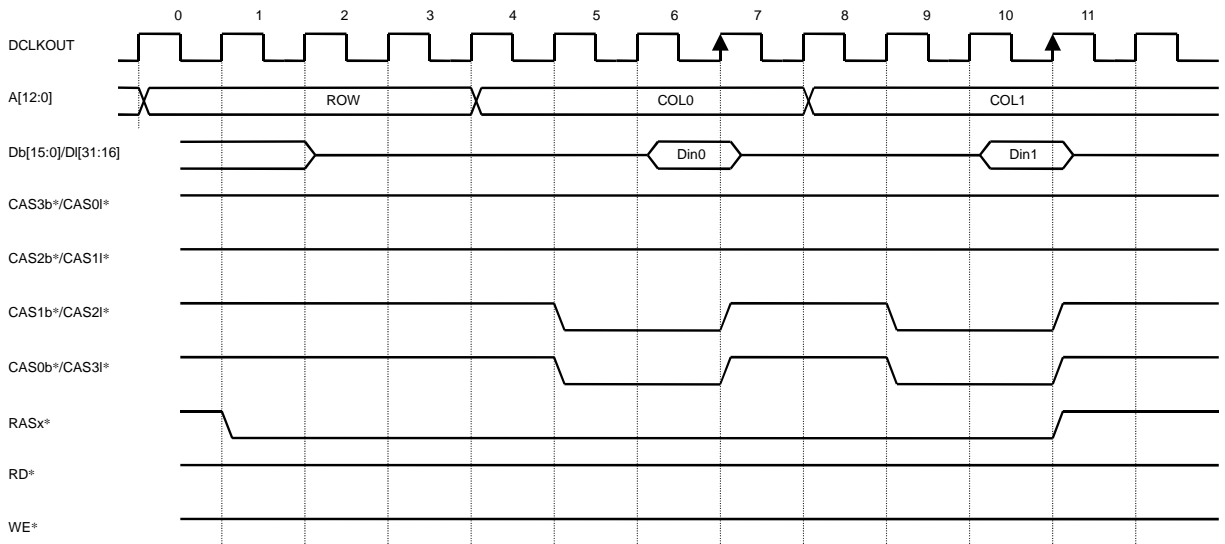 0 1 2 3 4 5 6 7 8 9 10 11
DCLKOUT
A[12:0] ROW COL0 COL1
Db[15:0]/Dl[31:16] Din0 Din1
CAS3b*/CAS0l*
CAS2b*/CAS1l*
CAS1b*/CAS2l*
CAS0b*/CAS3l*
RASx*
RD*
WE*